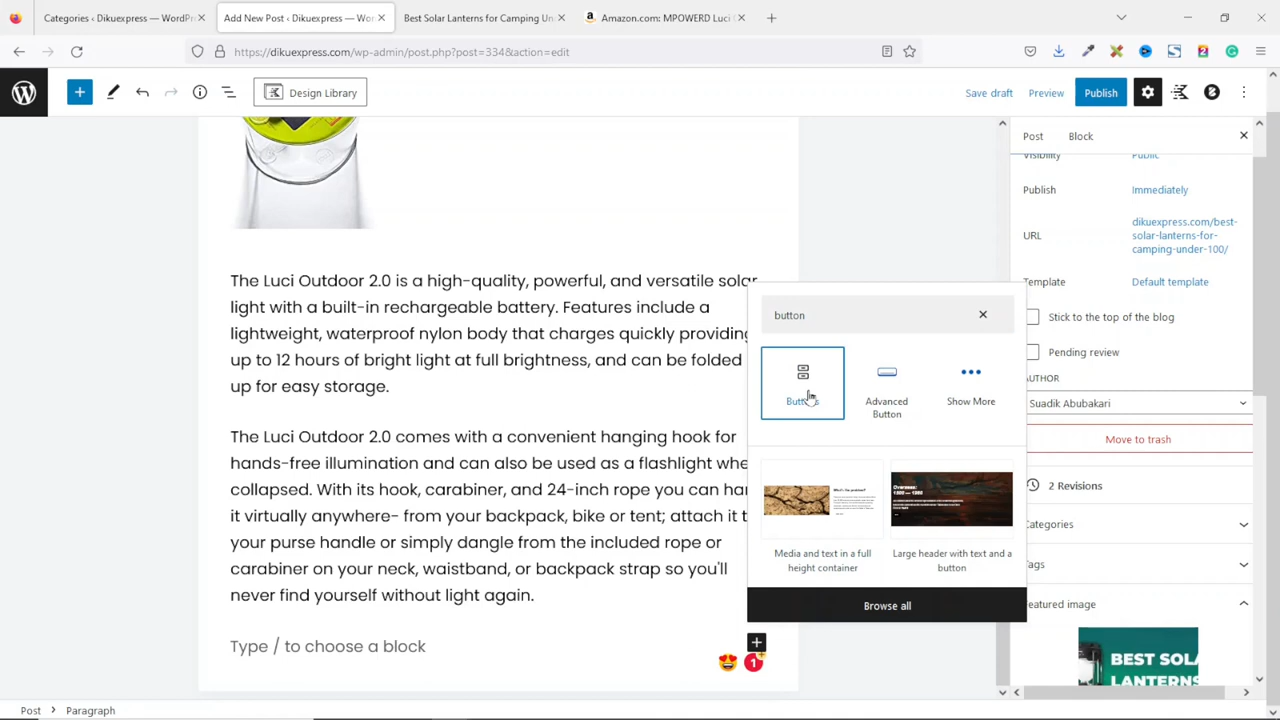 Categories ‹ Dikuexpress — WordPr
Add New Post ‹ Dikuexpress — Wor
Best Solar Lanterns for Camping Un
Amazon.com: MPOWERD Luci O
https://dikuexpress.com/wp-admin/post.php?post=334&action=edit
Design Library
Save draft
Preview
Publish
Post
Block
Visibility
Public
Publish
Immediately
URL
dikuexpress.com/best-
solar-lanterns-for-
camping-under-100/
Template
Default template
Stick to the top of the blog
Pending review
AUTHOR
Suadik Abubakari
Move to trash
2 Revisions
Categories
Tags
Featured image
BEST SOLA
LANTERNS
The Luci Outdoor 2.0 is a high-quality, powerful, and versatile solar
light with a built-in rechargeable battery. Features include a
lightweight, waterproof nylon body that charges quickly providing
up to 12 hours of bright light at full brightness, and can be folded
up for easy storage.
The Luci Outdoor 2.0 comes with a convenient hanging hook for
hands-free illumination and can also be used as a flashlight whe
collapsed. With its hook, carabiner, and 24-inch rope you can han
it virtually anywhere- from your backpack, bike or tent; attach it t
your purse handle or simply dangle from the included rope or
carabiner on your neck, waistband, or backpack strap so you'll
never find yourself without light again.
Type / to choose a block
1
button
Buttons
Advanced
Button
Show More
Media and text in a full
height container
Large header with text and a
button
Browse all
Post
Paragraph